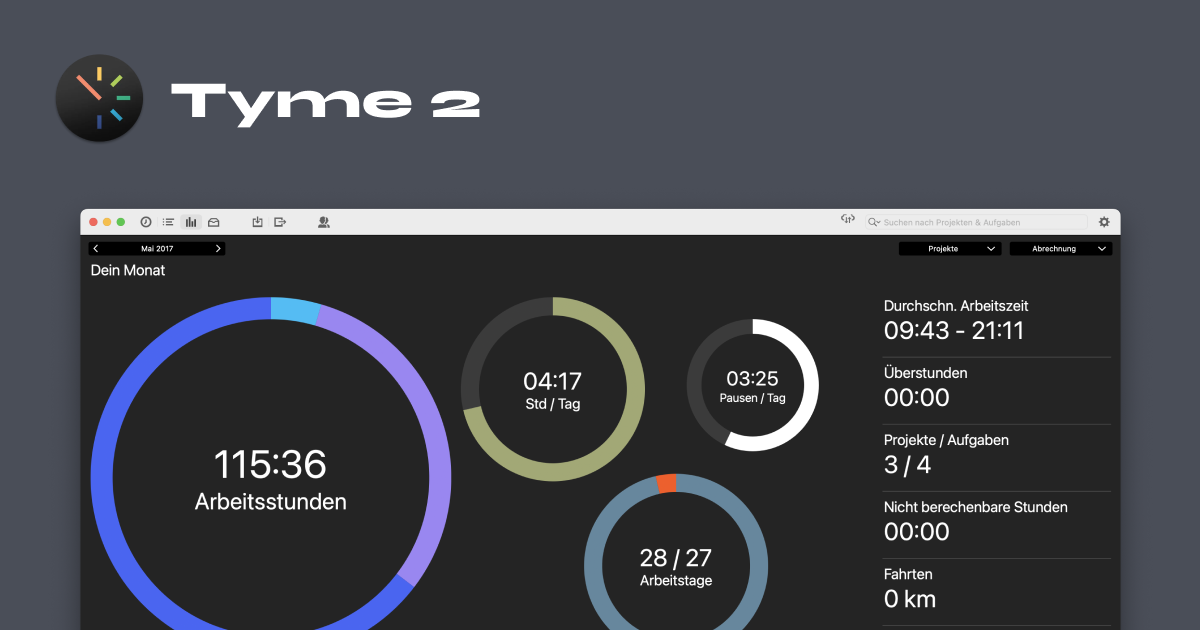 Tyme 2
Suchen nach Projekten & Aufgaben
Mai 2017
Projekte
Abrechnung
Dein Monat
115:36
Arbeitsstunden
04:17
Std / Tag
03:25
Pausen / Tag
28 / 27
Arbeitstage
Durchschn. Arbeitszeit
09:43 - 21:11
Überstunden
00:00
Projekte / Aufgaben
3 / 4
Nicht berechenbare Stunden
00:00
Fahrten
0 km